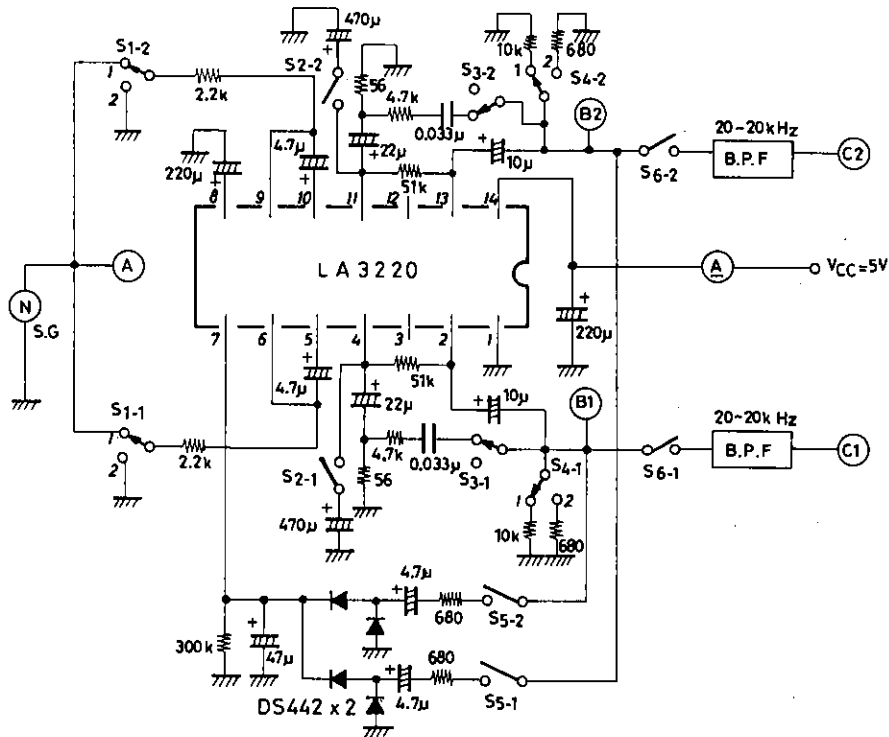 470μ
+
10k
680
S1-2
S2-2
1
2
S4-2
1
56
S3-2
2
2.2k
4.7k
0.033μ
B2
20~20k Hz
+
B.P.F
C2
4.7μ
22μ
+
10μ
S6-2
220μ
+
+
51k
8
9
10
11
12
13
14
A
LA3220
A
VCC=5V
N
S.G
+
220μ
7
6
5
4
3
2
1
+
51k
10μ
4.7μ
+
22μ
+
B1
20~20k Hz
S1-1
1
B.P.F
C1
2
2.2k
4.7k
0.033μ
S3-1
S4-1
S6-1
S2-1
56
1
2
470μ
+
10k
680
4.7μ
+
680
S5-2
300k
+
47μ
680
+
4.7μ
S5-1
DS442 x 2